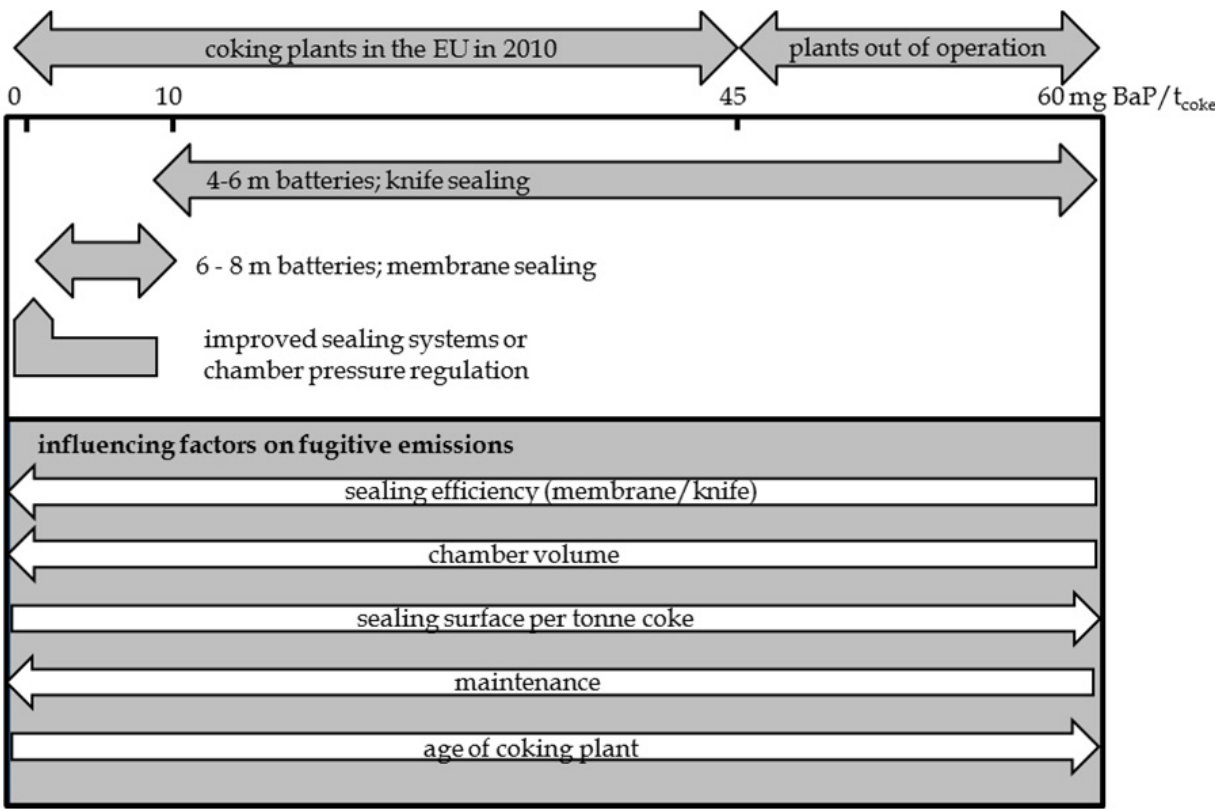 coking plants in the EU in 2010
plants out of operation
0
10
45
60 mg BaP/t_coke
4-6 m batteries; knife sealing
6 - 8 m batteries; membrane sealing
improved sealing systems or
chamber pressure regulation
influencing factors on fugitive emissions
sealing efficiency (membrane/knife)
chamber volume
sealing surface per tonne coke
maintenance
age of coking plant